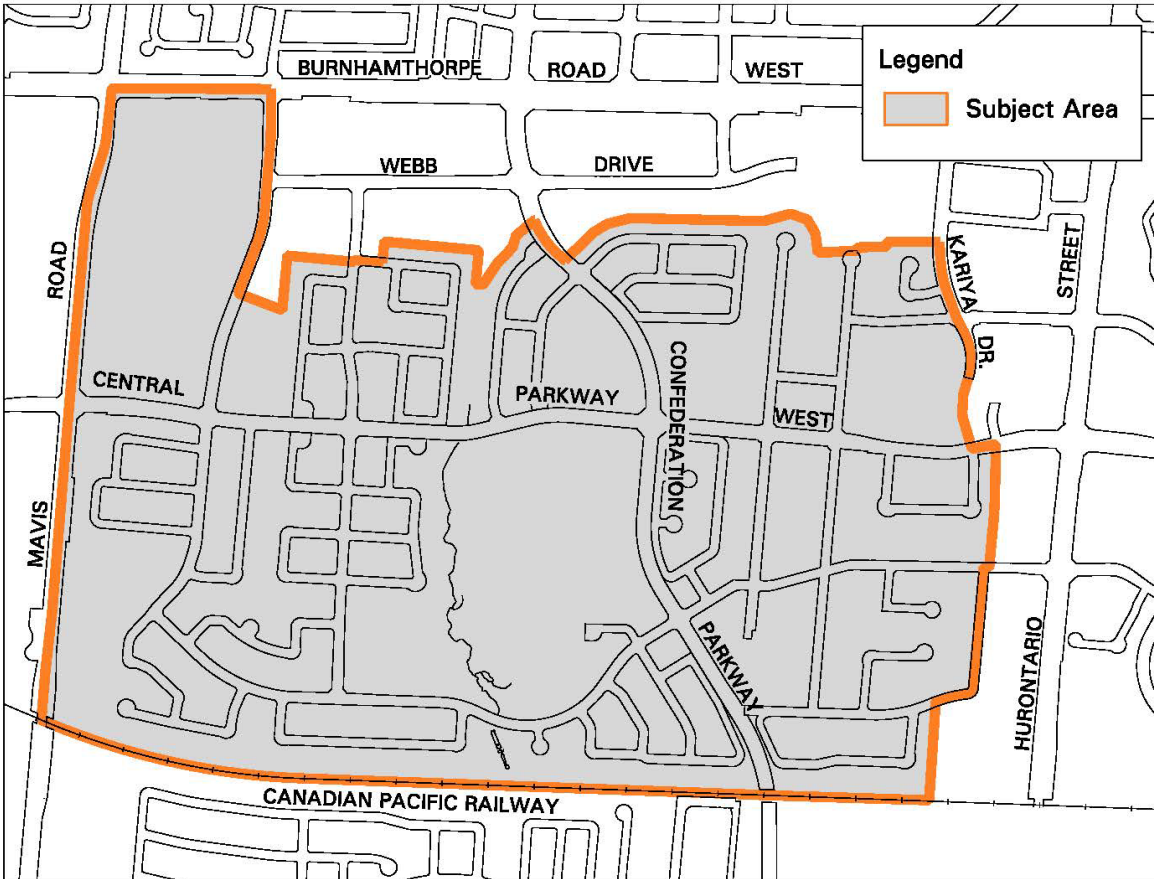 BURNHAMTHORPE ROAD WEST
Legend
Subject Area
WEBB DRIVE
ROAD
KARIYA DR.
STREET
CENTRAL PARKWAY WEST
CONFEDERATION PARKWAY
MAVIS
HURONTARIO
CANADIAN PACIFIC RAILWAY